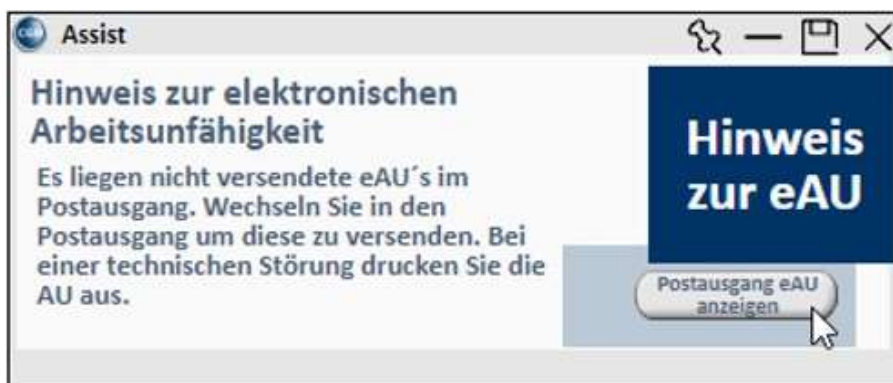 Assist
Hinweis zur elektronischen
Arbeitsunfähigkeit
Es liegen nicht versendete eAU´s im
Postausgang. Wechseln Sie in den
Postausgang um diese zu versenden. Bei
einer technischen Störung drucken Sie die
AU aus.
Hinweis
zur eAU
Postausgang eAU
anzeigen